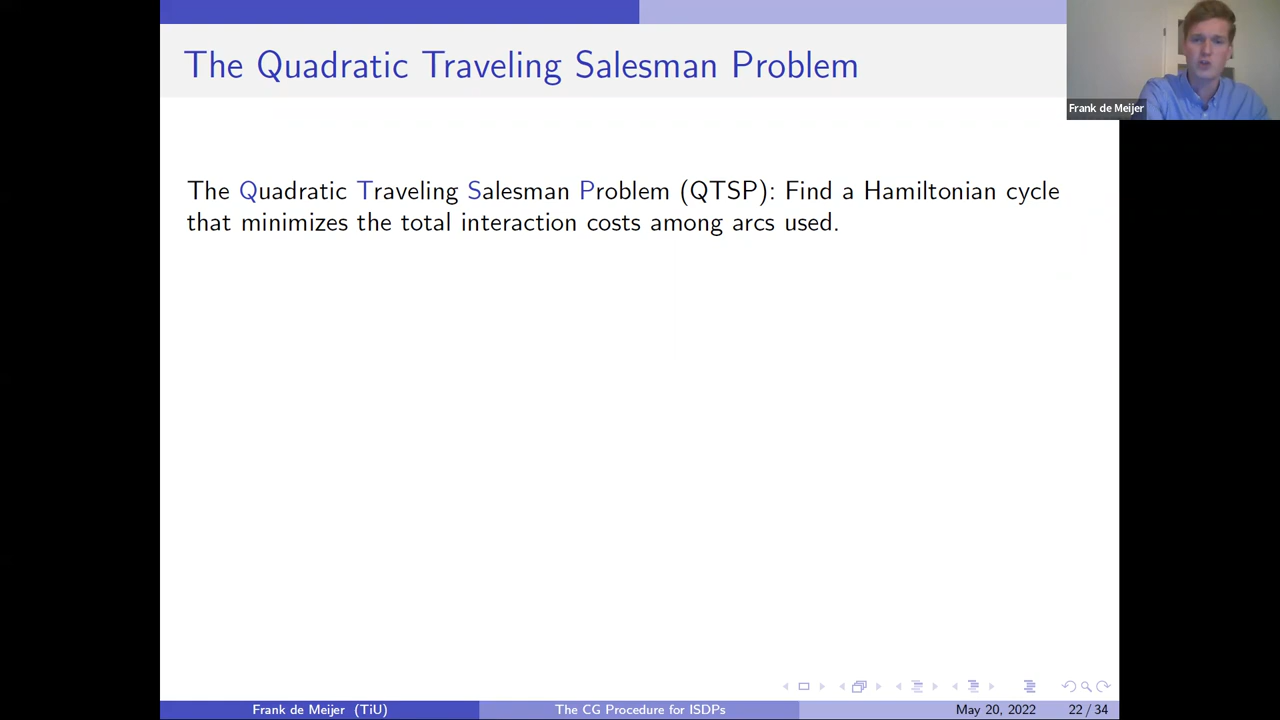 The Quadratic Traveling Salesman Problem
Frank de Meijer
The Quadratic Traveling Salesman Problem (QTSP): Find a Hamiltonian cycle
that minimizes the total interaction costs among arcs used.
Frank de Meijer (TiU)
The CG Procedure for ISDPs
May 20, 2022
22 / 34